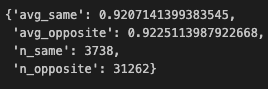 {'avg_same': 0.9207141399383545,
 'avg_opposite': 0.9225113987922668,
 'n_same': 3738,
 'n_opposite': 31262}